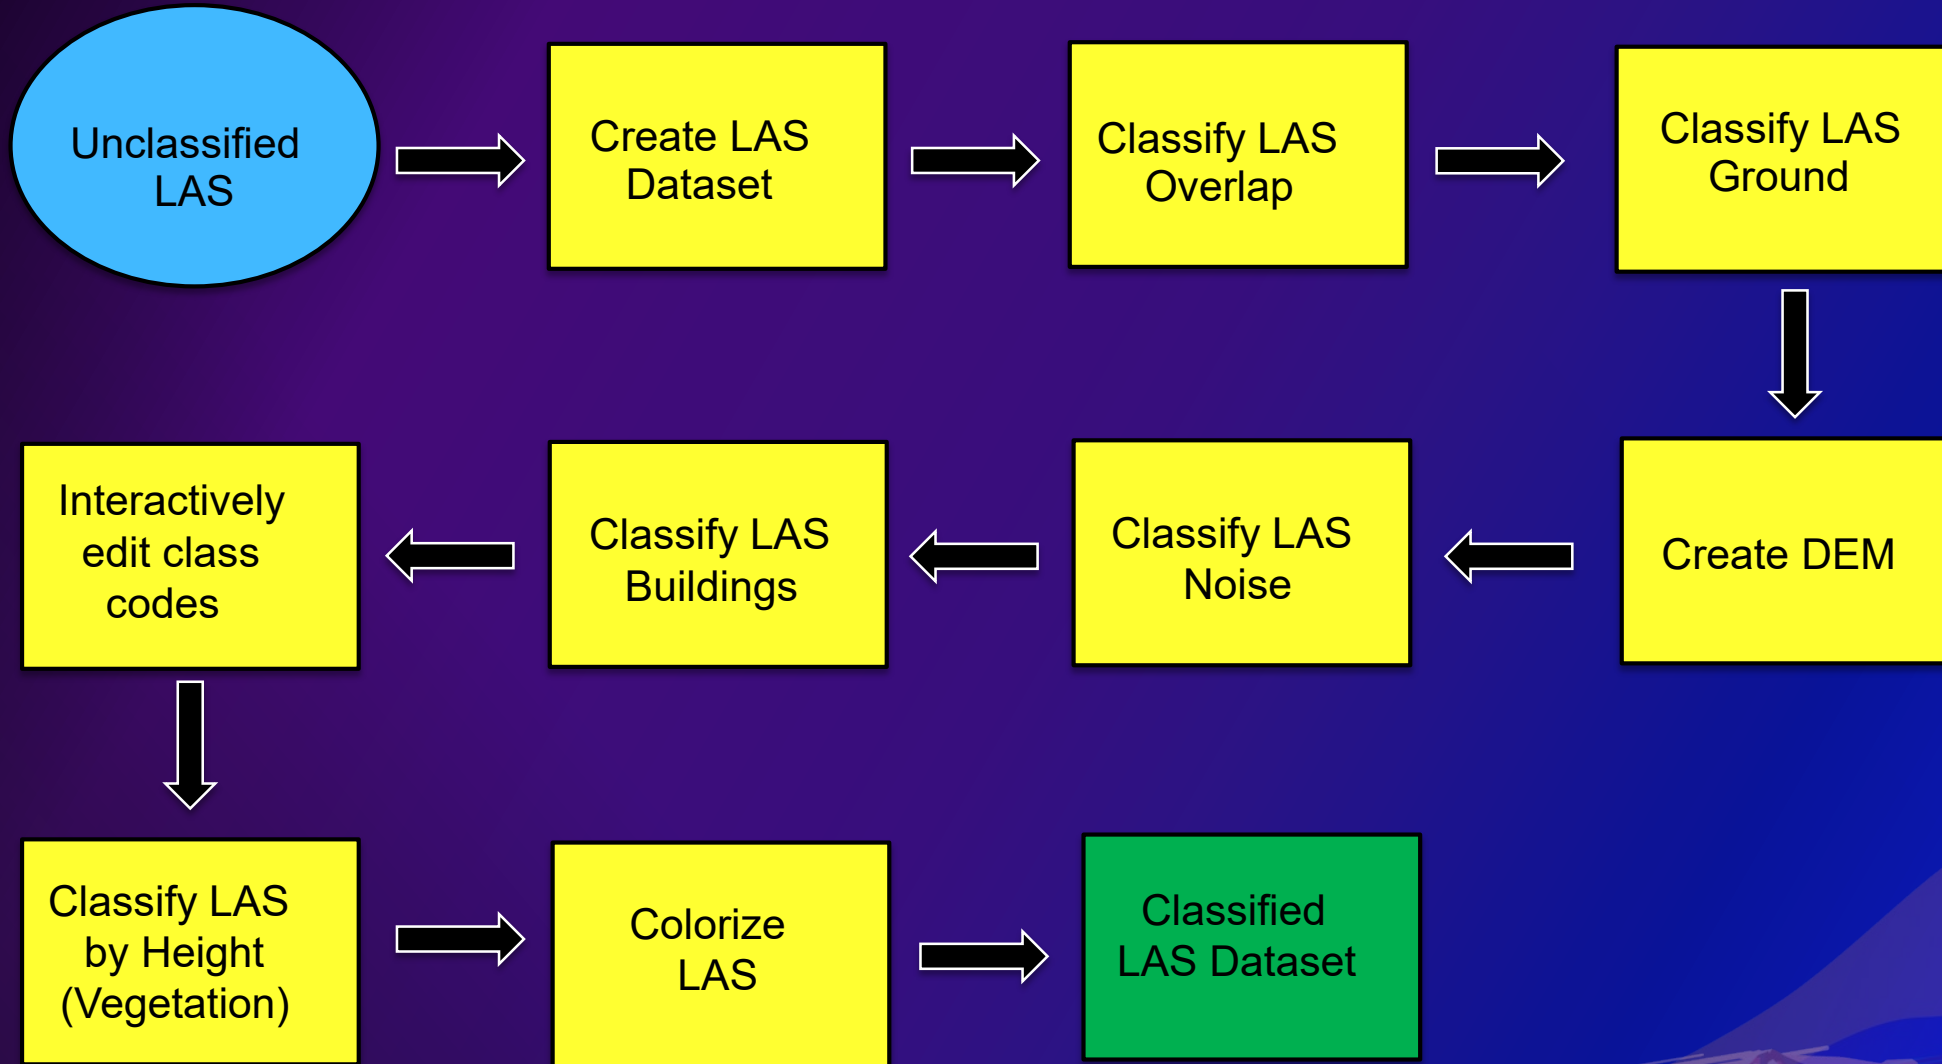 Unclassified
LAS
Create LAS
Dataset
Classify LAS
Overlap
Classify LAS
Ground
Create DEM
Classify LAS
Noise
Classify LAS
Buildings
Interactively
edit class
codes
Classify LAS
by Height
(Vegetation)
Colorize
LAS
Classified
LAS Dataset